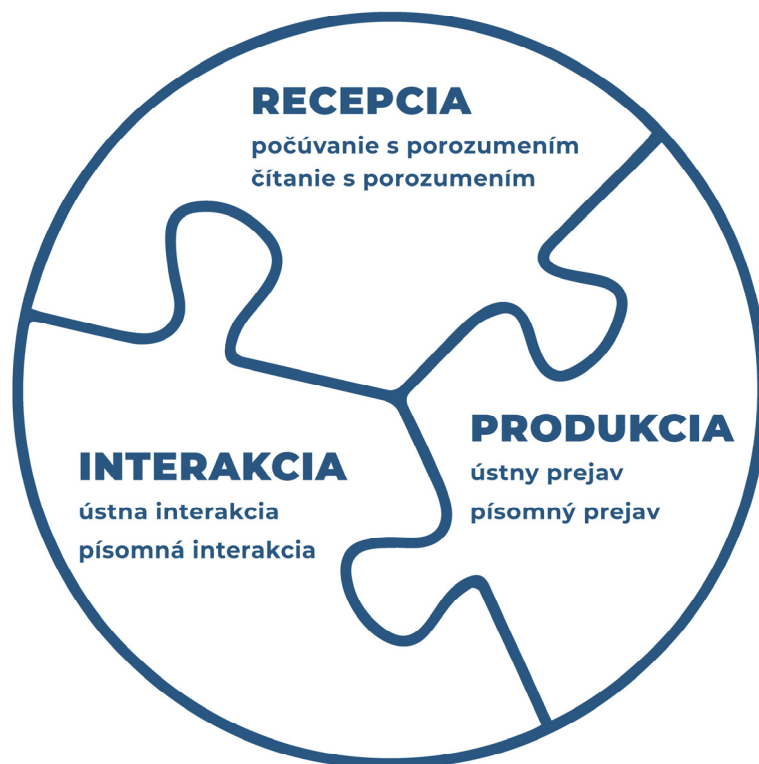 RECEPCIA
počúvanie s porozumením
čítanie s porozumením
PRODUKCIA
ústny prejav
písomný prejav
INTERAKCIA
ústna interakcia
písomná interakcia